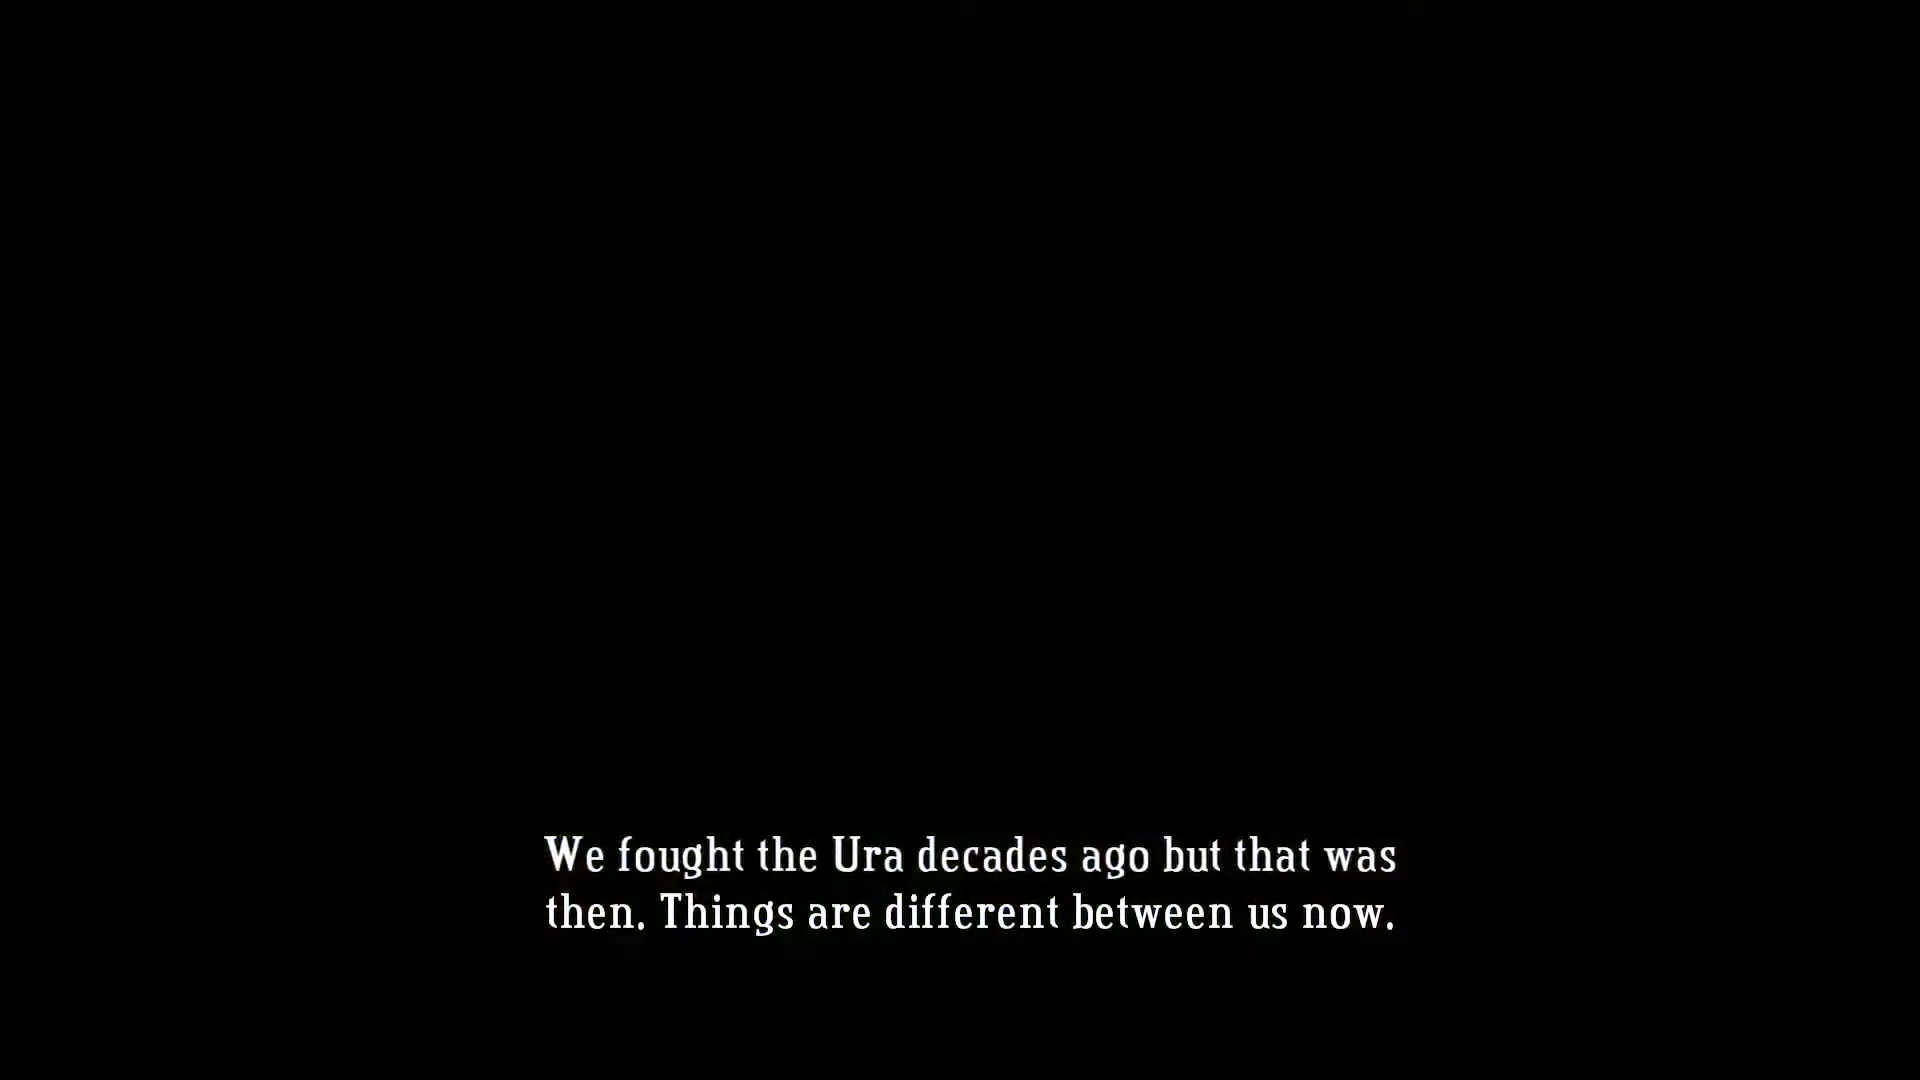 We fought the Ura decades ago but that was
then. Things are different between us now.